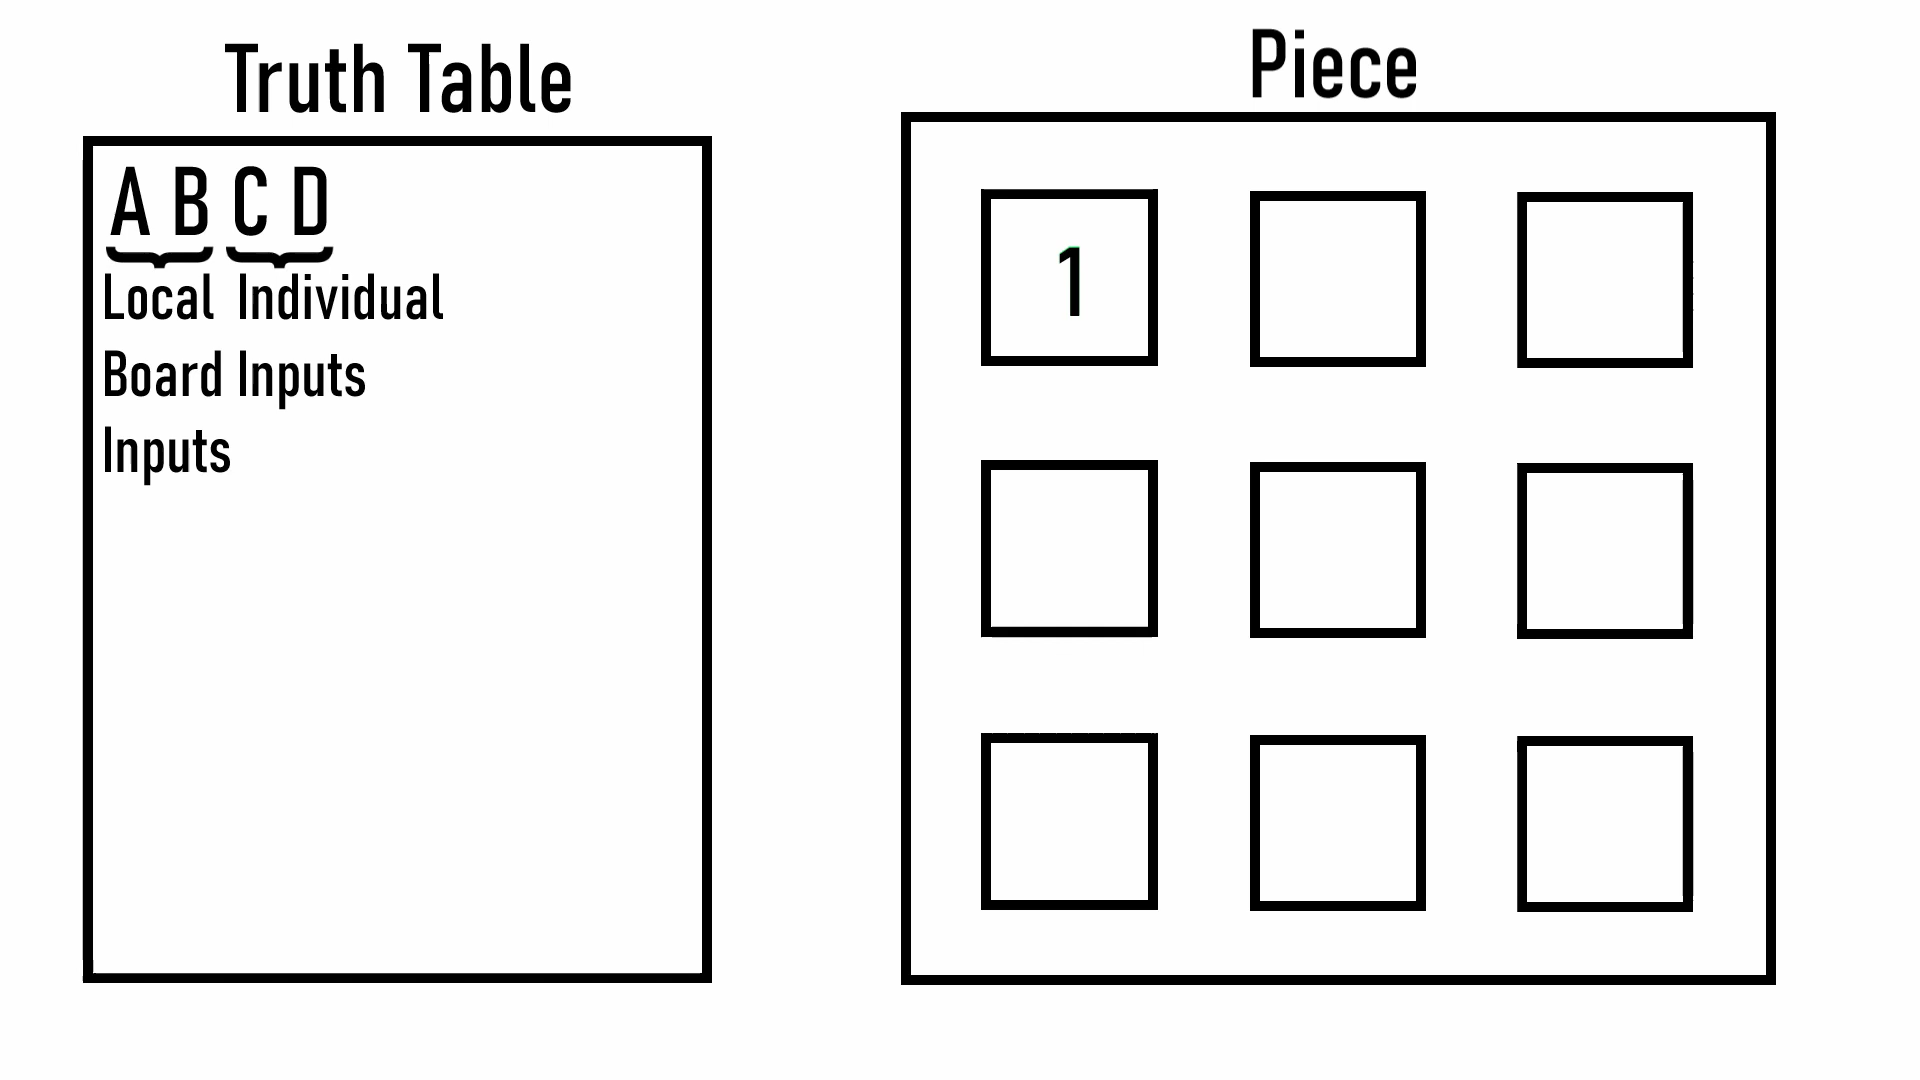 Truth Table
A B C D
Local Individual
Board Inputs
Inputs
Piece
1